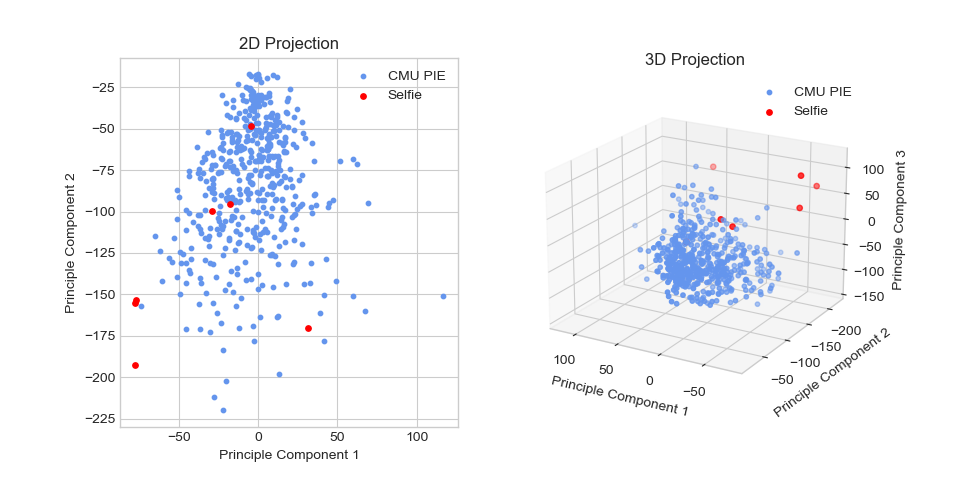 2D Projection
CMU PIE
Selfie
−25
−50
−75
−100
−125
−150
−175
−200
−225
Principle Component 2
−50
0
50
100
Principle Component 1
3D Projection
CMU PIE
Selfie
100
50
0
−50
−100
−150
Principle Component 3
−200
−150
−100
−50
Principle Component 2
100
50
0
−50
Principle Component 1